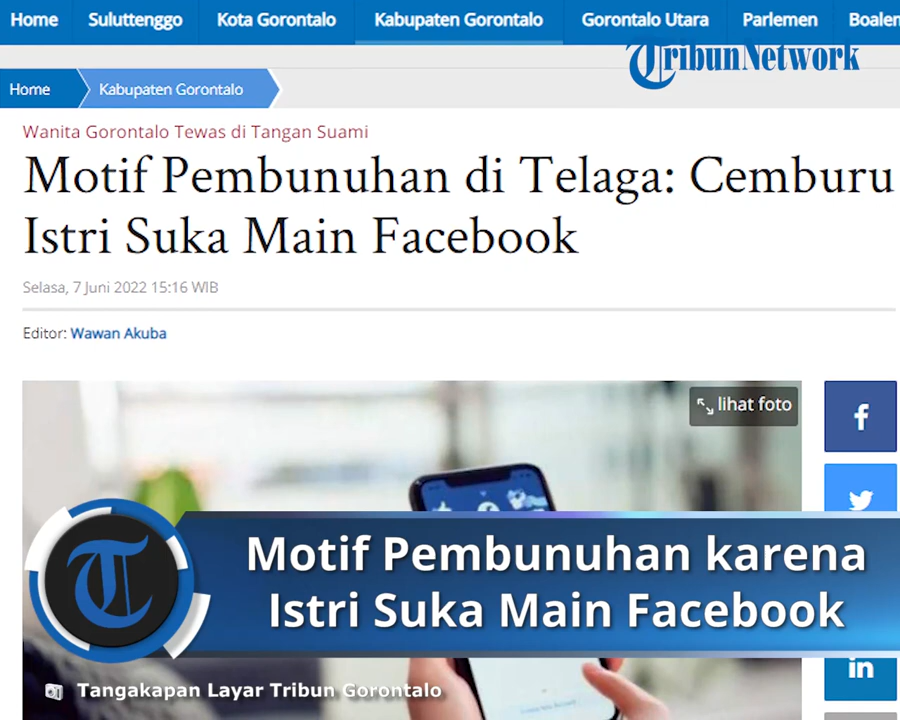 Home Suluttenggo Kota Gorontalo Kabupaten Gorontalo Gorontalo Utara Parlemen
TribunNetwork
Home Kabupaten Gorontalo
Wanita Gorontalo Tewas di Tangan Suami
Motif Pembunuhan di Telaga: Cemburu
Istri Suka Main Facebook
Selasa, 7 Juni 2022 15:16 WIB
Editor: Wawan Akuba
lihat foto
Motif Pembunuhan karena
Istri Suka Main Facebook
Tangakapan Layar Tribun Gorontalo